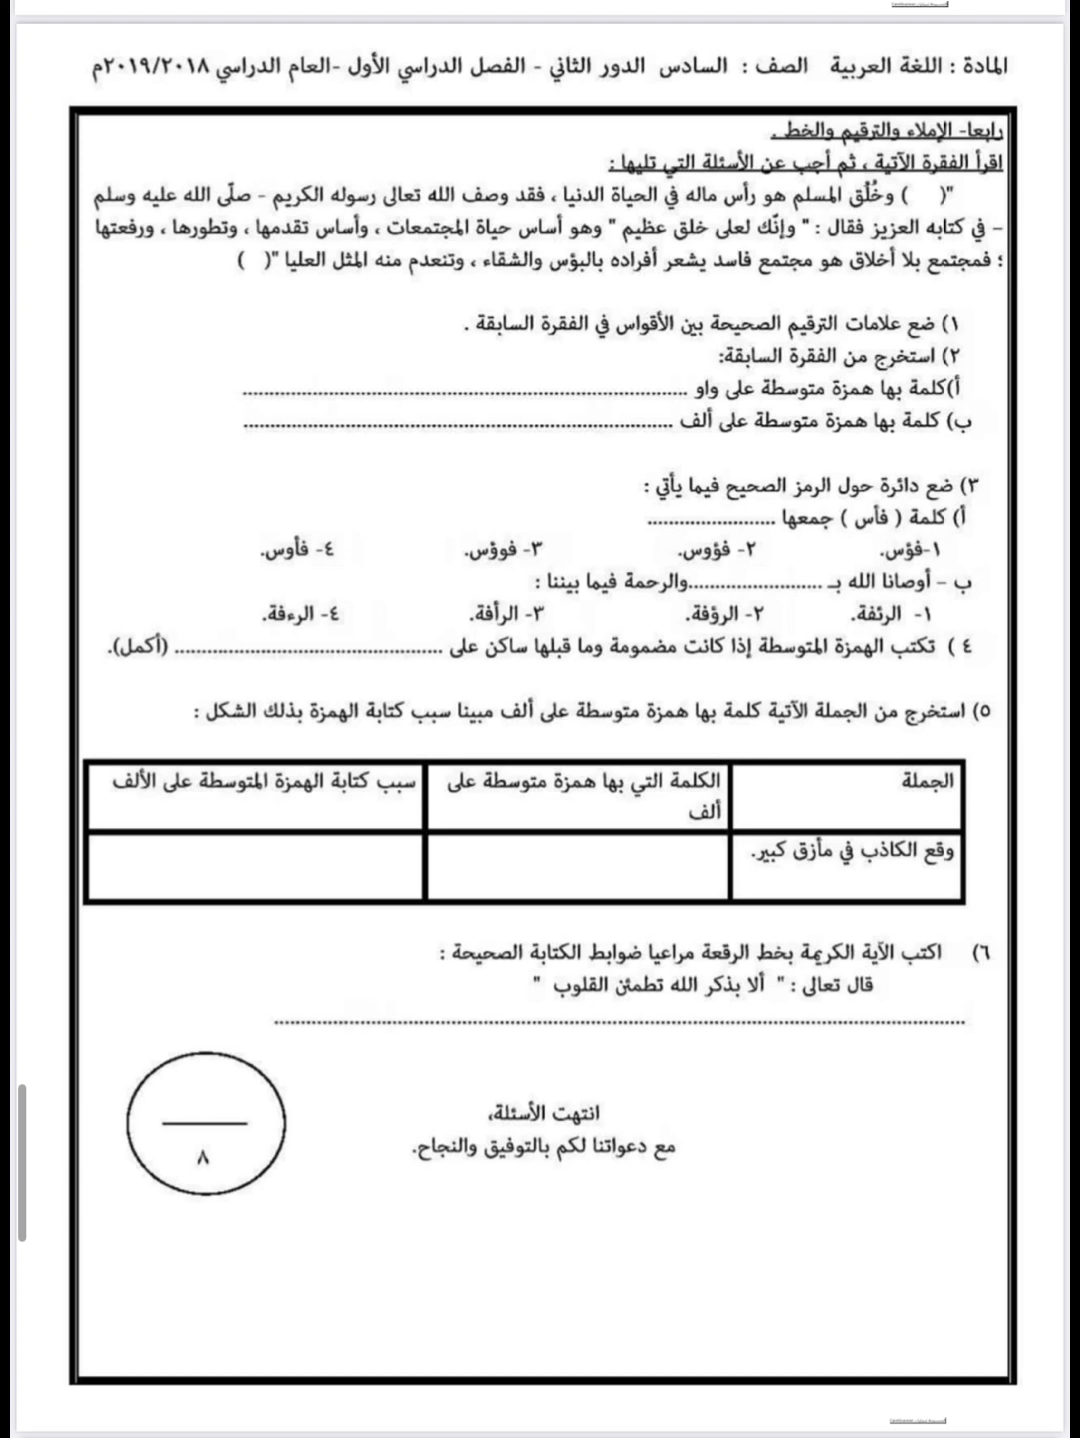 المادة : اللغة العربية الصف : السادس الدور الثاني - الفصل الدراسي الأول -العام الدراسي ٢٠١٩/٢٠١٨م
رابعا- الإملاء والترقيم والخط .
اقرأ الفقرة الآتية ، ثم أجب عن الأسئلة التي تليها :
"( ) وخُلُق المسلم هو رأس ماله في الحياة الدنيا ، فقد وصف الله تعالى رسوله الكريم - صلّى الله عليه وسلم
- في كتابه العزيز فقال : " وإنّك لعلى خلق عظيم " وهو أساس حياة المجتمعات ، وأساس تقدمها ، وتطورها ، ورفعتها
؛ فمجتمع بلا أخلاق هو مجتمع فاسد يشعر أفراده بالبؤس والشقاء ، وتنعدم منه المثل العليا "( )
١) ضع علامات الترقيم الصحيحة بين الأقواس في الفقرة السابقة .
٢) استخرج من الفقرة السابقة:
أ)كلمة بها همزة متوسطة على واو ....................................................................................
ب) كلمة بها همزة متوسطة على ألف .................................................................................
٣) ضع دائرة حول الرمز الصحيح فيما يأتي :
أ) كلمة ( فأس ) جمعها ........................
١-فؤس. ٢- فؤوس. ٣- فوؤس. ٤- فأوس.
ب - أوصانا الله بـ .........................والرحمة فيما بيننا :
١- الرئفة. ٢- الرؤفة. ٣- الرأفة. ٤- الرءفة.
٤ ) تكتب الهمزة المتوسطة إذا كانت مضمومة وما قبلها ساكن على .................................................. (أكمل).
٥) استخرج من الجملة الآتية كلمة بها همزة متوسطة على ألف مبينا سبب كتابة الهمزة بذلك الشكل :
الجملة الكلمة التي بها همزة متوسطة على سبب كتابة الهمزة المتوسطة على الألف
ألف
وقع الكاذب في مأزق كبير.
٦) اكتب الآية الكريمة بخط الرقعة مراعيا ضوابط الكتابة الصحيحة :
قال تعالى : " ألا بذكر الله تطمئن القلوب "
....................................................................................................................................
انتهت الأسئلة،
مع دعواتنا لكم بالتوفيق والنجاح.
٨